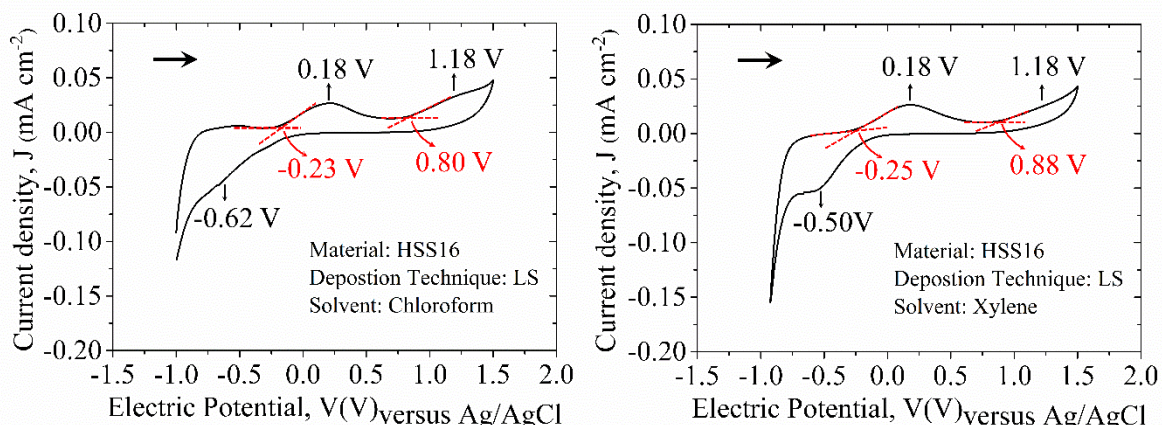 0.10
0.05
0.00
-0.05
-0.10
-0.15
-0.20
Current density, J (mA cm-2)
0.18 V
1.18 V
-0.23 V
0.80 V
-0.62 V
Material: HSS16
Depostion Technique: LS
Solvent: Chloroform
-1.5 -1.0 -0.5 0.0 0.5 1.0 1.5 2.0
Electric Potential, V(V)versus Ag/AgCl
0.10
0.05
0.00
-0.05
-0.10
-0.15
-0.20
Current density, J (mA cm-2)
0.18 V
1.18 V
-0.25 V
0.88 V
-0.50V
Material: HSS16
Depostion Technique: LS
Solvent: Xylene
-1.5 -1.0 -0.5 0.0 0.5 1.0 1.5 2.0
Electric Potential, V(V)versus Ag/AgCl